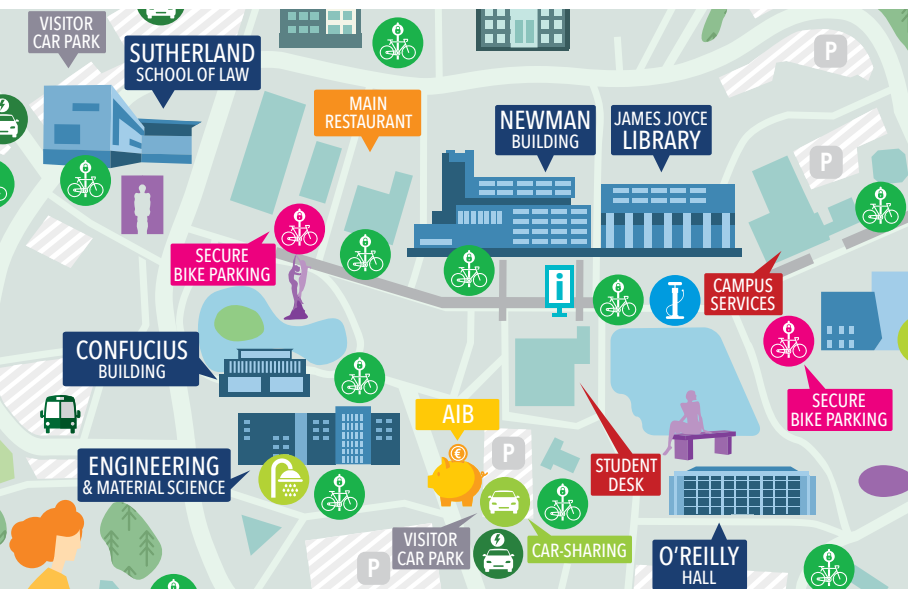 VISITOR
CAR PARK
SUTHERLAND
SCHOOL OF LAW
P
MAIN
RESTAURANT
NEWMAN
BUILDING
JAMES JOYCE
LIBRARY
P
SECURE
BIKE PARKING
i
CAMPUS
SERVICES
CONFUCIUS
BUILDING
SECURE
BIKE PARKING
AIB
€
P
ENGINEERING
& MATERIAL SCIENCE
STUDENT
DESK
VISITOR
CAR PARK
CAR-SHARING
P
O'REILLY
HALL